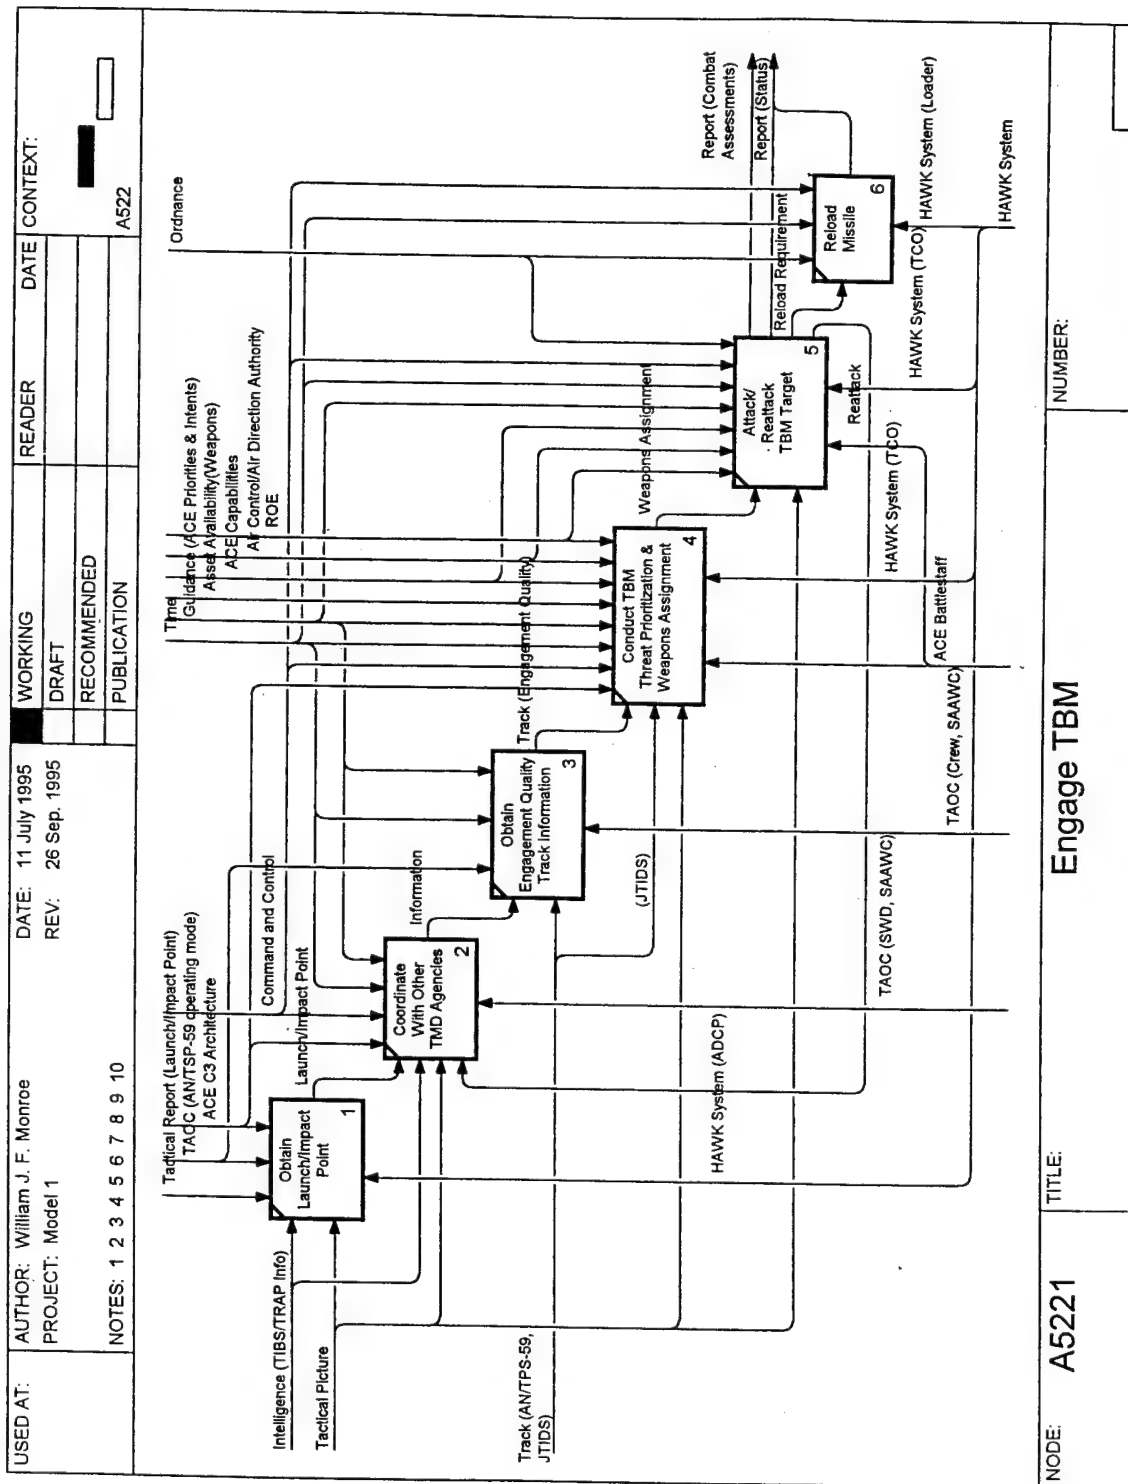 USED AT:
AUTHOR: William J. F. Monroe
PROJECT: Model 1
NOTES: 1 2 3 4 5 6 7 8 9 10
DATE: 11 July 1995
REV: 26 Sep. 1995
WORKING
DRAFT
RECOMMENDED
PUBLICATION
READER
DATE
CONTEXT:
A522
Tactical Report (Launch/Impact Point)
TAOC (AN/TSP-59 operating mode)
ACE C3 Architecture
Command and Control
Time
Guidance (ACE Priorities & Intents)
Asset Availability(Weapons)
ACE Capabilities
Air Control/Air Direction Authority
ROE
Ordnance
Intelligence (TIBS/TRAP Info)
Tactical Picture
Track (AN/TPS-59,
JTIDS)
Obtain
Launch/Impact
Point
1
Launch/Impact Point
Coordinate
With Other
TMD Agencies
2
Information
Obtain
Engagement Quality
Track Information
3
Track (Engagement Quality)
(JTIDS)
Conduct TBM
Threat Prioritization &
Weapons Assignment
4
Weapons Assignment
Attack/
Reattack
TBM Target
5
Reload Requirement
Reattack
Reload
Missile
6
Report (Combat
Assessments)
Report (Status)
HAWK System (ADCP)
TAOC (SWD, SAAWC)
TAOC (Crew, SAAWC)
ACE Battlestaff
HAWK System (TCO)
HAWK System (TCO)
HAWK System (Loader)
HAWK System
NODE:
A5221
TITLE:
Engage TBM
NUMBER: